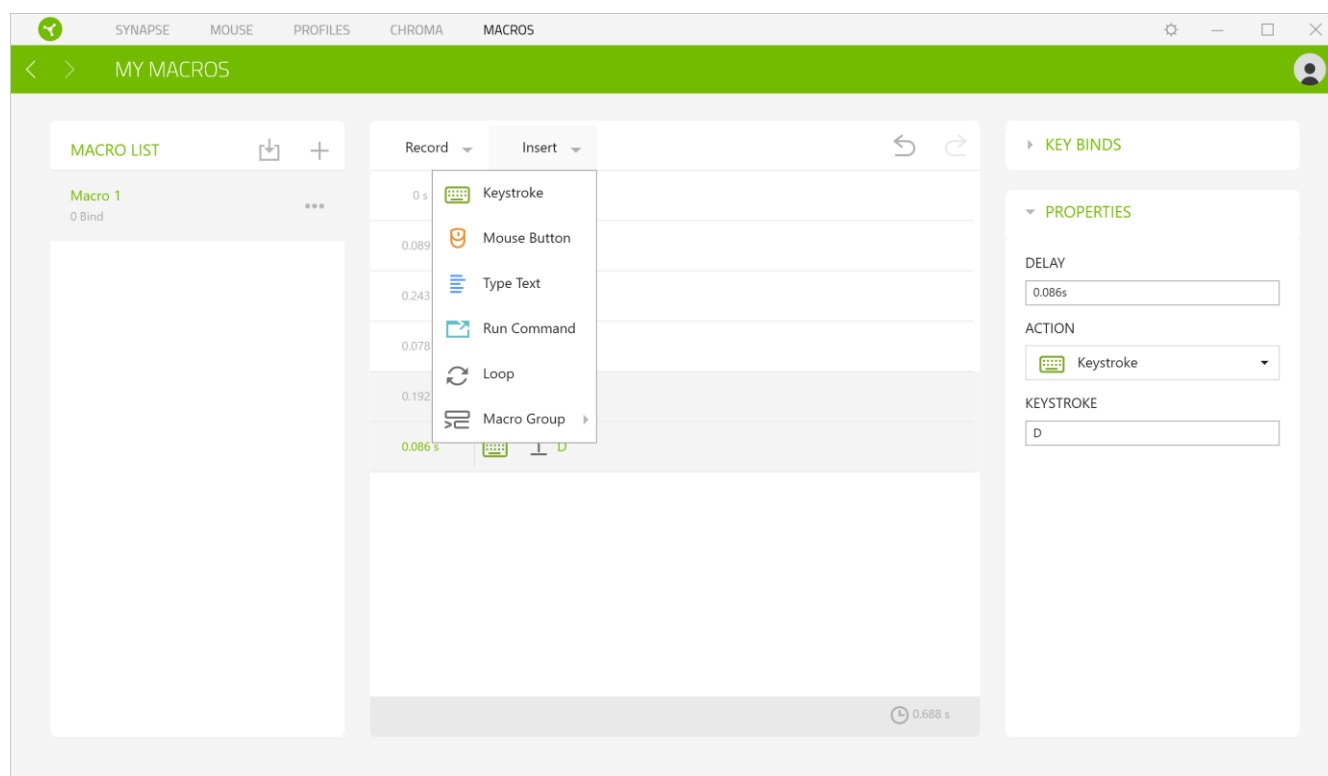 SYNAPSE MOUSE PROFILES CHROMA MACROS
MY MACROS
MACRO LIST
Macro 1
0 Bind
Record Insert
0 s
0.089
0.243
0.078
0.192
0.086 s D
Keystroke
Mouse Button
Type Text
Run Command
Loop
Macro Group
0.688 s
KEY BINDS
PROPERTIES
DELAY
0.086s
ACTION
Keystroke
KEYSTROKE
D